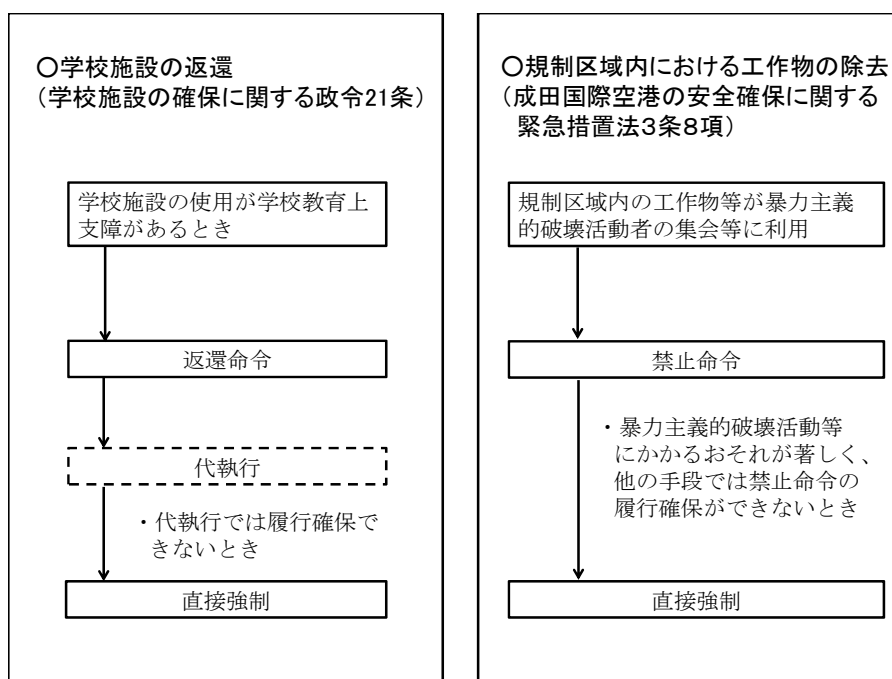 〇学校施設の返還
(学校施設の確保に関する政令21条)
学校施設の使用が学校教育上
支障があるとき
返還命令
代執行
・代執行では履行確保で
きないとき
直接強制
〇規制区域内における工作物の除去
(成田国際空港の安全確保に関する
緊急措置法3条8項)
規制区域内の工作物等が暴力主義
的破壊活動者の集会等に利用
禁止命令
・暴力主義的破壊活動等
にかかるおそれが著しく、
他の手段では禁止命令の
履行確保ができないとき
直接強制